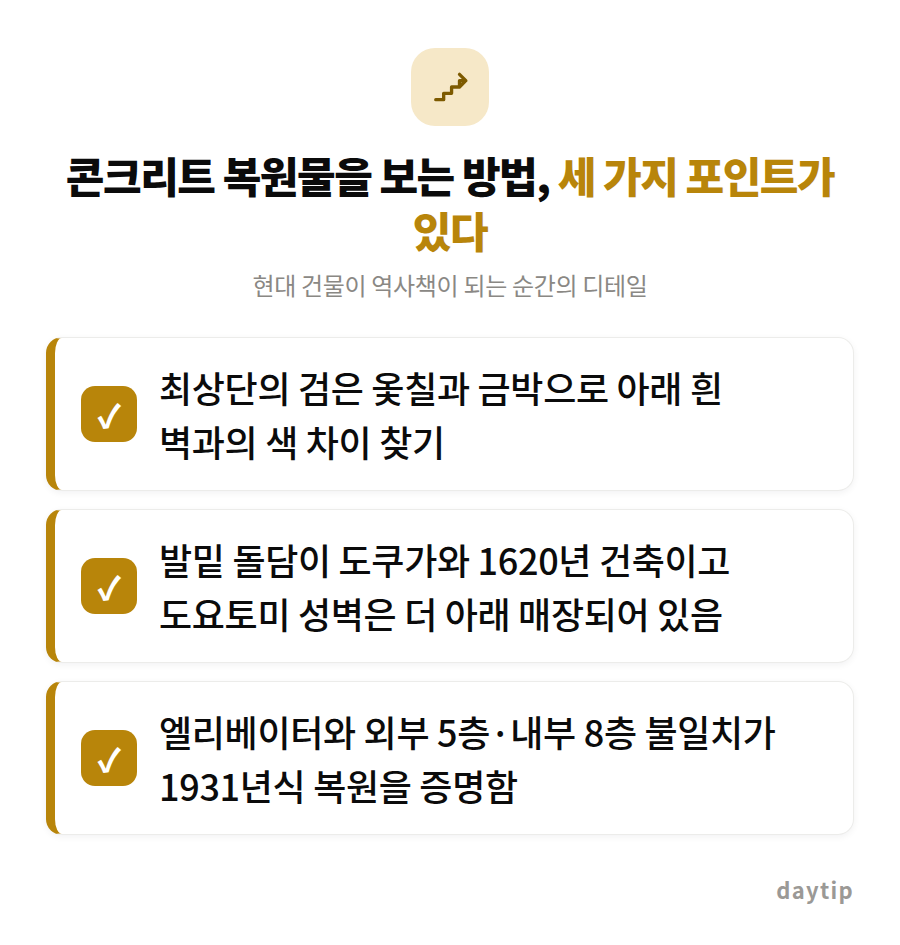 콘크리트 복원물을 보는 방법, 세 가지 포인트가
있다
현대 건물이 역사책이 되는 순간의 디테일
최상단의 검은 옻칠과 금박으로 아래 흰
벽과의 색 차이 찾기
발밑 돌담이 도쿠가와 1620년 건축이고
도요토미 성벽은 더 아래 매장되어 있음
엘리베이터와 외부 5층·내부 8층 불일치가
1931년식 복원을 증명함
daytip